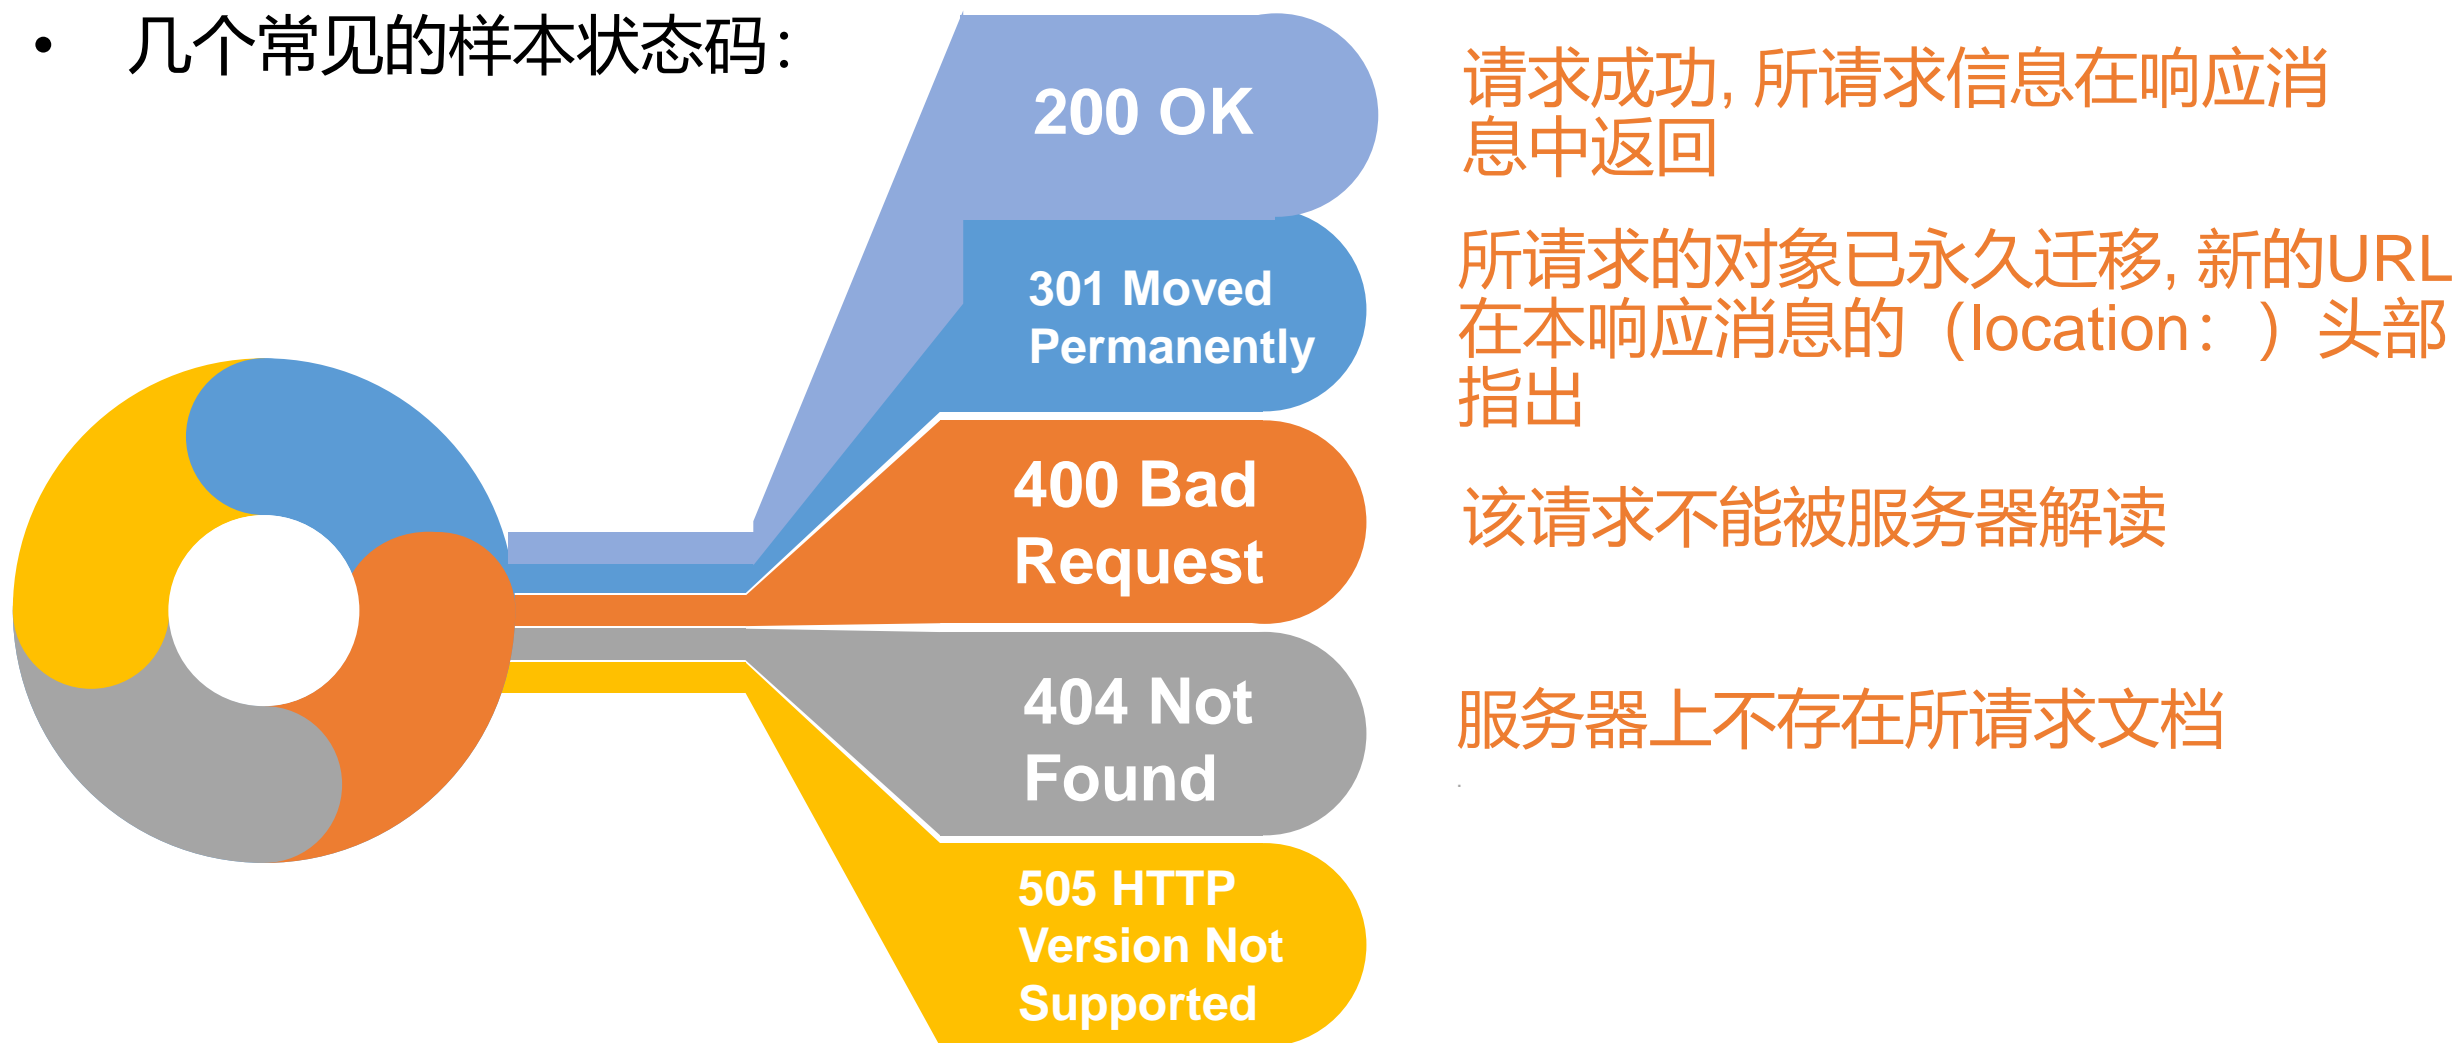 • 几个常见的样本状态码：
200 OK
请求成功, 所请求信息在响应消
息中返回
301 Moved
Permanently
所请求的对象已永久迁移, 新的URL
在本响应消息的（location：）头部
指出
400 Bad
Request
该请求不能被服务器解读
404 Not
Found
服务器上不存在所请求文档
.
505 HTTP
Version Not
Supported